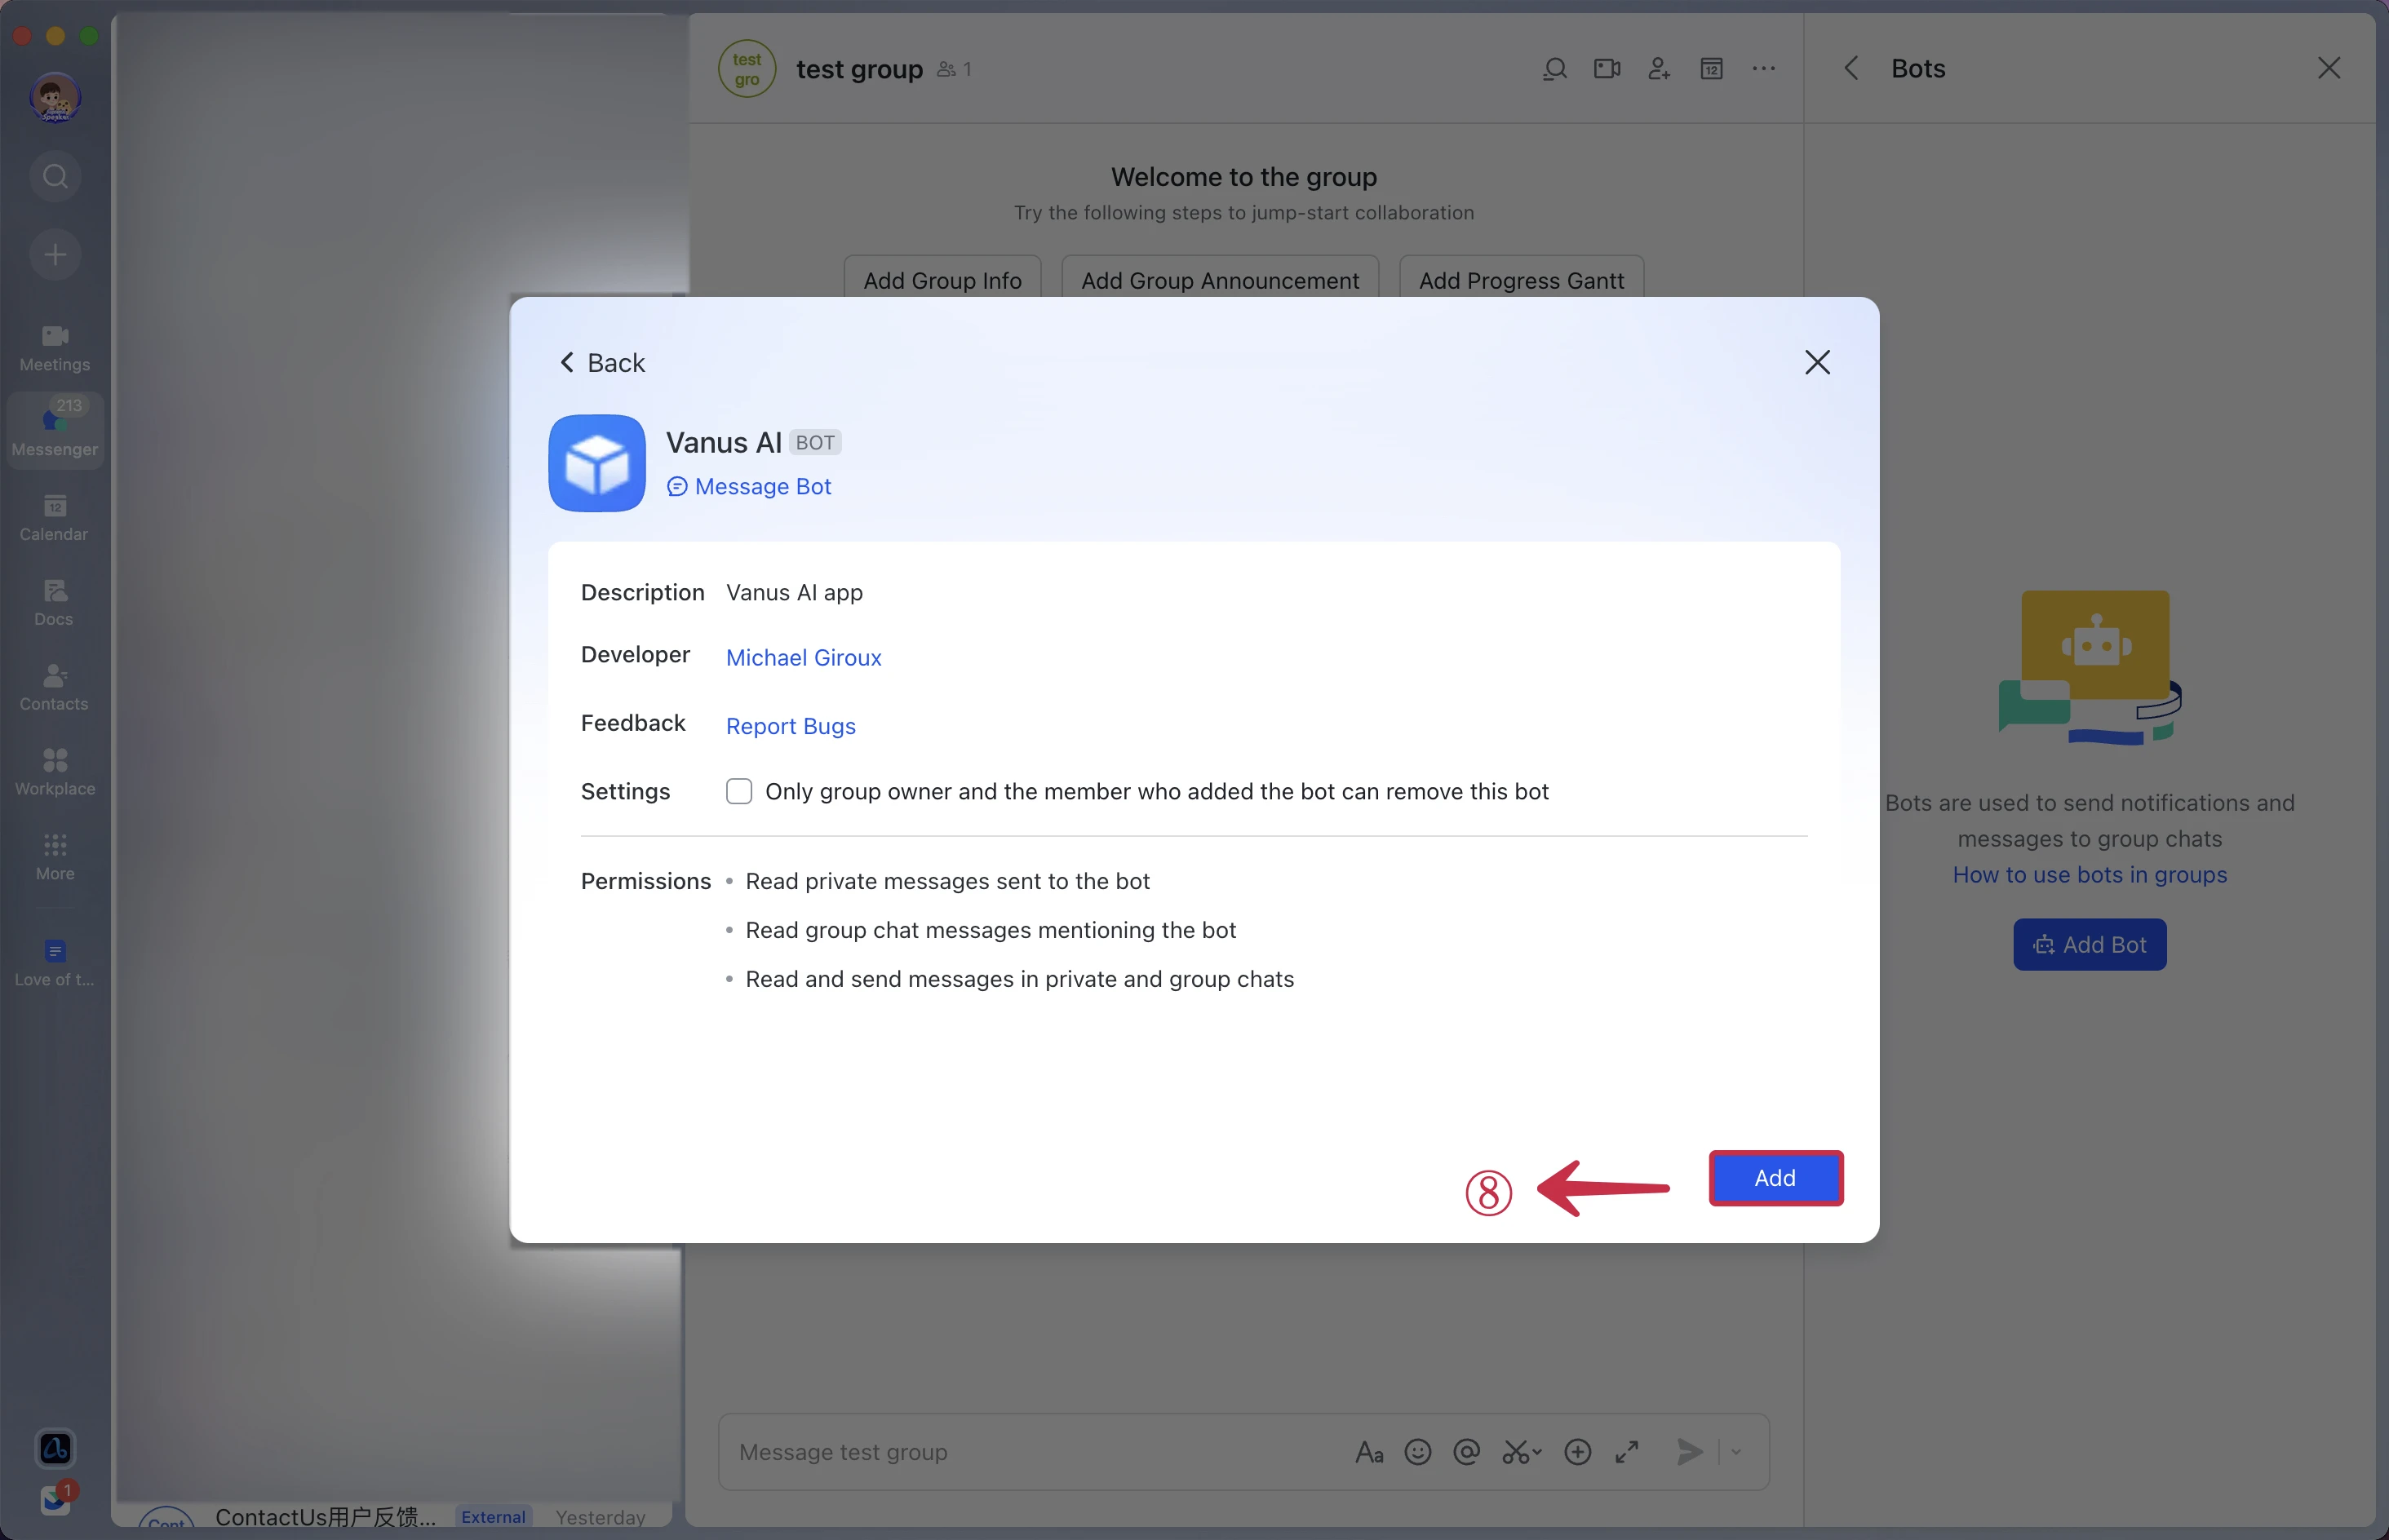 Speaker
Meetings
213
Messenger
12
Calendar
Docs
Contacts
Workplace
More
Love of t...
1
test
gro
test group
1
12
Bots
Welcome to the group
Try the following steps to jump-start collaboration
Add Group Info
Add Group Announcement
Add Progress Gantt
Back
Vanus AI BOT
Message Bot
Description Vanus AI app
Developer Michael Giroux
Feedback Report Bugs
Settings Only group owner and the member who added the bot can remove this bot
Permissions • Read private messages sent to the bot
• Read group chat messages mentioning the bot
• Read and send messages in private and group chats
⑧
Add
Bots are used to send notifications and
messages to group chats
How to use bots in groups
Add Bot
Message test group
Aa
Cont
ContactUs用户反馈... External Yesterday